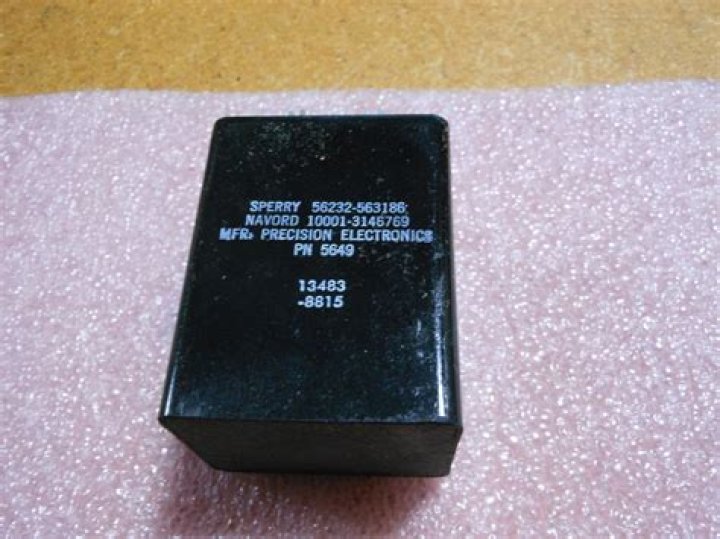 SPERRY 56232-563186
NAVORD 10001-3146769
MFR. PRECISION ELECTRONICS
PN 5649
13483
-8815